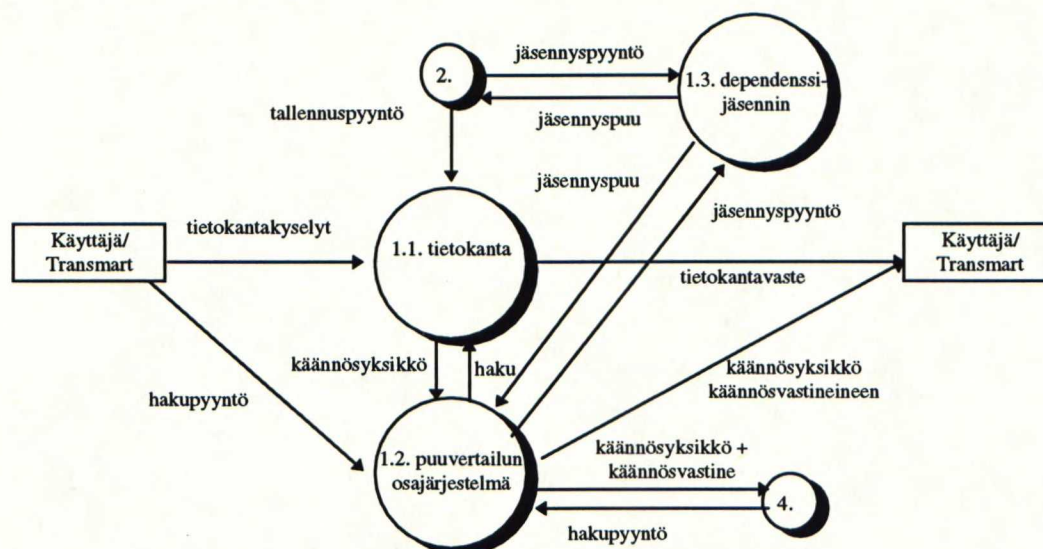 2.
jäsennyspyyntö
1.3. dependenssi-
jäsennin
tallennuspyyntö
jäsennyspuu
jäsennyspuu
jäsennyspyyntö
Käyttäjä/
Transmart
tietokantakyselyt
1.1. tietokanta
tietokantavaste
Käyttäjä/
Transmart
käännösyksikkö
haku
käännösyksikkö
käännösvastineineen
hakupyyntö
1.2. puuvertailun
osajärjestelmä
käännösyksikkö +
käännösvastine
4.
hakupyyntö